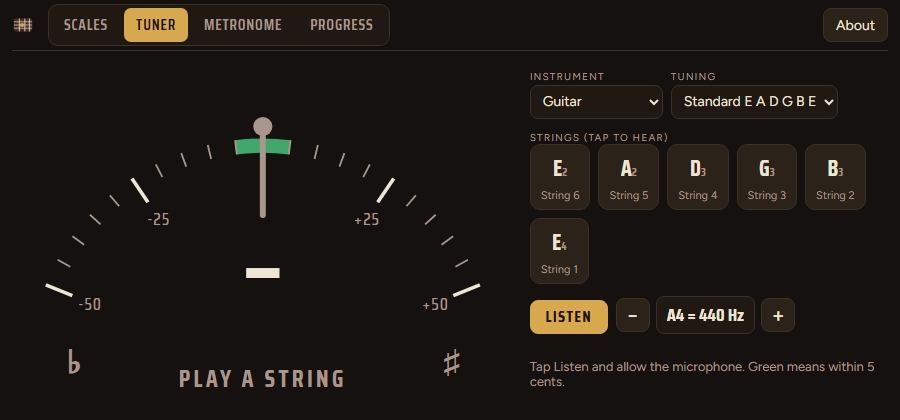 SCALES TUNER METRONOME PROGRESS About
INSTRUMENT TUNING
Guitar Standard E A D G B E
STRINGS (TAP TO HEAR)
E2 A2 D3 G3 B3
String 6 String 5 String 4 String 3 String 2
E4
String 1
-25 +25
-50 +50
♭ ♯
PLAY A STRING
LISTEN − A4 = 440 Hz +
Tap Listen and allow the microphone. Green means within 5
cents.